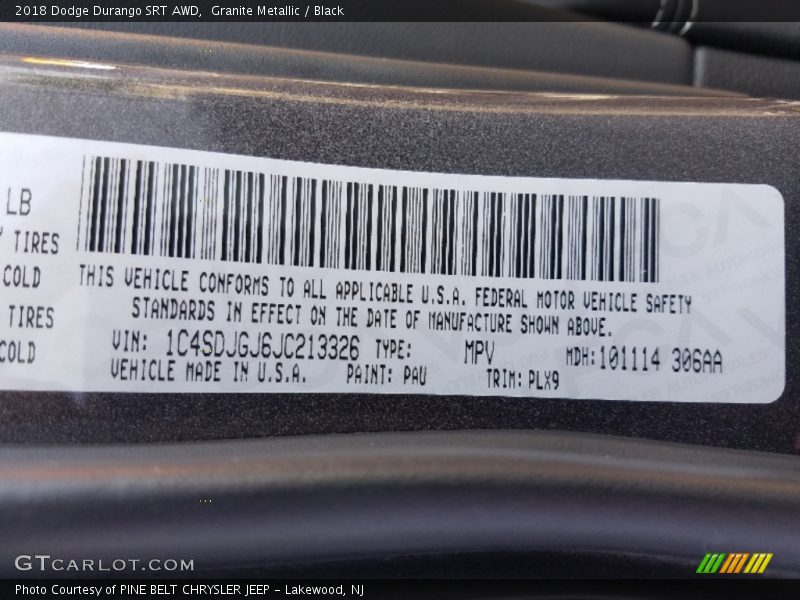 2018 Dodge Durango SRT AWD,  Granite Metallic / Black
LB
TIRES
COLD
TIRES
COLD
THIS VEHICLE CONFORMS TO ALL APPLICABLE U.S.A. FEDERAL MOTOR VEHICLE SAFETY
STANDARDS IN EFFECT ON THE DATE OF MANUFACTURE SHOWN ABOVE.
VIN: 1C4SDJGJ6JC213326 TYPE: MPV MDH:101114 306AA
VEHICLE MADE IN U.S.A. PAINT: PAU TRIM: PLX9
GTCARLOT.COM
Photo Courtesy of PINE BELT CHRYSLER JEEP - Lakewood, NJ